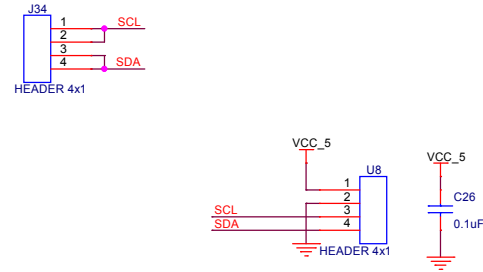 J34
1
SCL
2
3
4
SDA
HEADER 4x1
VCC_5
VCC_5
U8
1
2
C26
SCL
3
SDA
4
0.1uF
HEADER 4x1